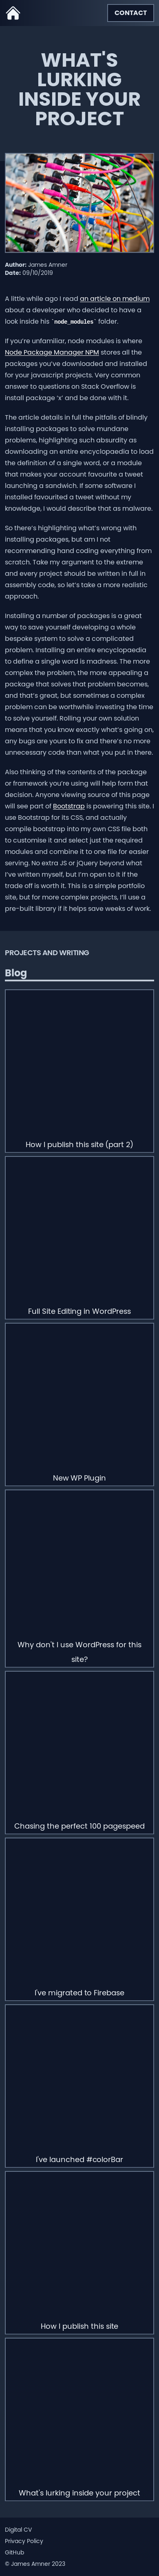 CONTACT
WHAT'S
LURKING
INSIDE YOUR
PROJECT
Author: James Amner
Date: 09/10/2019
A little while ago I read an article on medium
about a developer who decided to have a
look inside his `node_modules` folder.
If you're unfamiliar, node modules is where
Node Package Manager NPM stores all the
packages you've downloaded and installed
for your javascript projects. Very common
answer to questions on Stack Overflow is
install package 'x' and be done with it.
The article details in full the pitfalls of blindly
installing packages to solve mundane
problems, highlighting such absurdity as
downloading an entire encyclopaedia to load
the definition of a single word, or a module
that makes your account favourite a tweet
about having a sandwich. If some software I
installed favourited a tweet without my
knowledge, I would describe that as malware.
So there's highlighting what's wrong with
installing packages, but am I not
recommending hand coding everything from
scratch. Take my argument to the extreme
and every project should be written in full in
assembly code, so let's take a more realistic
approach.
Installing a number of packages is a great
way to save yourself developing a whole
bespoke system to solve a complicated
problem. Installing an entire encyclopaedia
to define a single word is madness. The more
complex the problem, the more appealing a
package that solves that problem becomes,
and that's great, but sometimes a complex
problem can be worthwhile investing the time
to solve yourself. Rolling your own solution
means that you know exactly what's going on,
any bugs are yours to fix and there's no more
unnecessary code than what you put in there.
Also thinking of the contents of the package
or framework you're using will help design
your solution. Anyone viewing source of this page
will see part of Bootstrap is powering this site. I
use Bootstrap for its CSS, and actually
compile bootstrap into my own CSS file both
to customise it and select just the required
modules and combine it to one file for easier
serving. No extra JS or jQuery beyond what
I've written myself, but I'm open to it if the
trade off is worth it. This is a simple portfolio
site, but for more complex projects, I'll use a
pre-built library if it helps save weeks of work.
PROJECTS AND WRITING
Blog
How I publish this site (part 2)
Full Site Editing in WordPress
New WP Plugin
Why don't I use WordPress for this
site?
Chasing the perfect 100 pagespeed
I've migrated to Firebase
I've launched #colorBar
How I publish this site
What's lurking inside your project
Digital CV
Privacy Policy
GitHub
© James Amner 2023